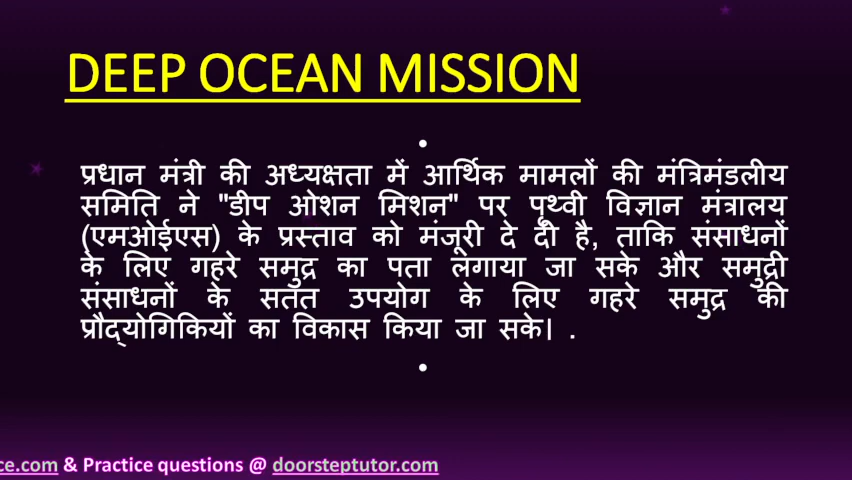 DEEP OCEAN MISSION
•
प्रधान मंत्री की अध्यक्षता में आर्थिक मामलों की मंत्रिमंडलीय
समिति ने "डीप ओशन मिशन" पर पृथ्वी विज्ञान मंत्रालय
(एमओईएस) के प्रस्ताव को मंजूरी दे दी है, ताकि संसाधनों
के लिए गहरे समुद्र का पता लगाया जा सके और समुद्री
संसाधनों के सतत उपयोग के लिए गहरे समुद्र की
प्रौद्योगिकियों का विकास किया जा सके। .
•
ce.com & Practice questions @ doorsteptutor.com